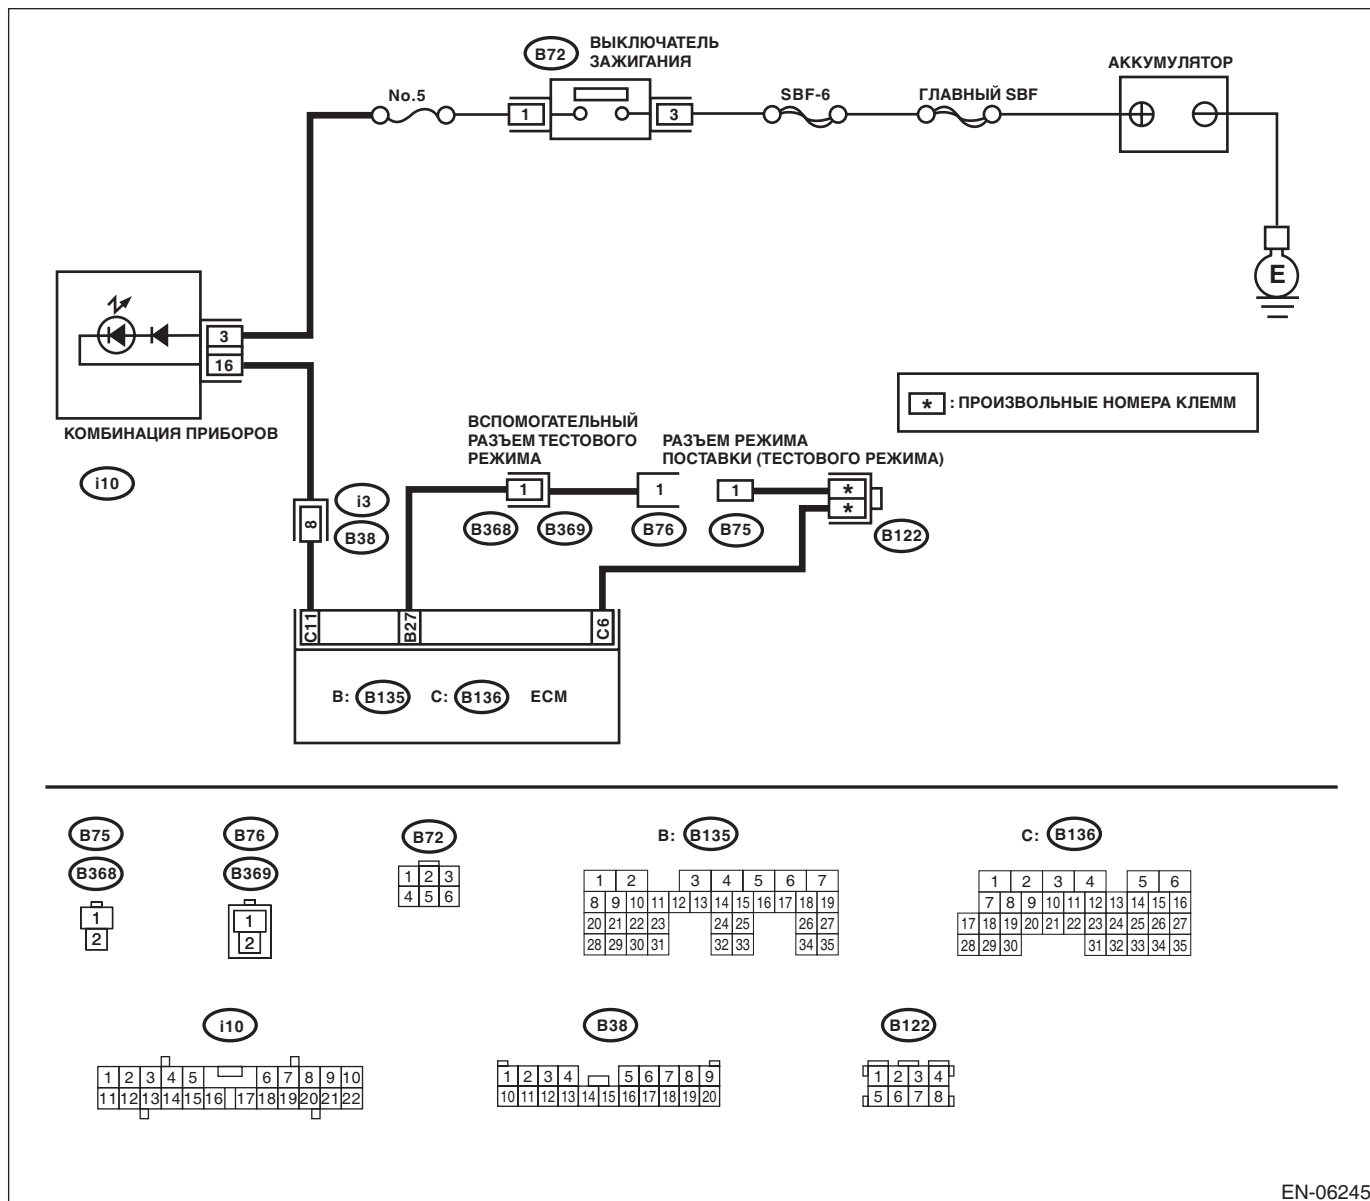 B72
ВЫКЛЮЧАТЕЛЬ
ЗАЖИГАНИЯ
АККУМУЛЯТОР
No.5
SBF-6
ГЛАВНЫЙ SBF
1
3
E
3
16
КОМБИНАЦИЯ ПРИБОРОВ
i10
* : ПРОИЗВОЛЬНЫЕ НОМЕРА КЛЕММ
ВСПОМОГАТЕЛЬНЫЙ
РАЗЪЕМ ТЕСТОВОГО
РЕЖИМА
РАЗЪЕМ РЕЖИМА
ПОСТАВКИ (ТЕСТОВОГО РЕЖИМА)
1
1
1
*
*
8
i3
B38
B368
B369
B76
B75
B122
C11
B27
C6
B: B135 C: B136 ECM
B75
B368
1
2
B76
B369
1
2
B72
1 2 3
4 5 6
B: B135
1 2 3 4 5 6 7
8 9 10 11 12 13 14 15 16 17 18 19
20 21 22 23 24 25 26 27
28 29 30 31 32 33 34 35
C: B136
1 2 3 4 5 6
7 8 9 10 11 12 13 14 15 16
17 18 19 20 21 22 23 24 25 26 27
28 29 30 31 32 33 34 35
i10
1 2 3 4 5 6 7 8 9 10
11 12 13 14 15 16 17 18 19 20 21 22
B38
1 2 3 4 5 6 7 8 9
10 11 12 13 14 15 16 17 18 19 20
B122
1 2 3 4
5 6 7 8
EN-06245